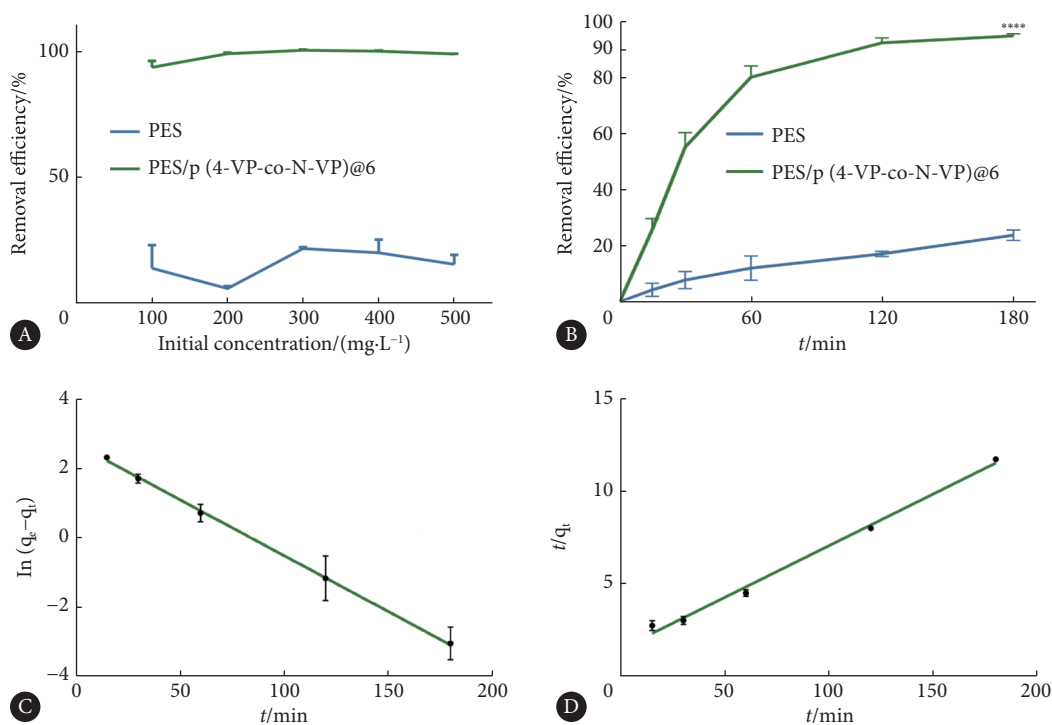 Removal efficiency/%
100
50
0
PES
PES/p (4-VP-co-N-VP)@6
100 200 300 400 500
Initial concentration/(mg·L⁻¹)
A
Removal efficiency/%
100
90
80
60
40
20
0
****
PES
PES/p (4-VP-co-N-VP)@6
60 120 180
t/min
B
ln (qₑ−qₜ)
4
2
0
−2
−4
0 50 100 150 200
t/min
C
t/qₜ
15
10
5
0 50 100 150 200
t/min
D